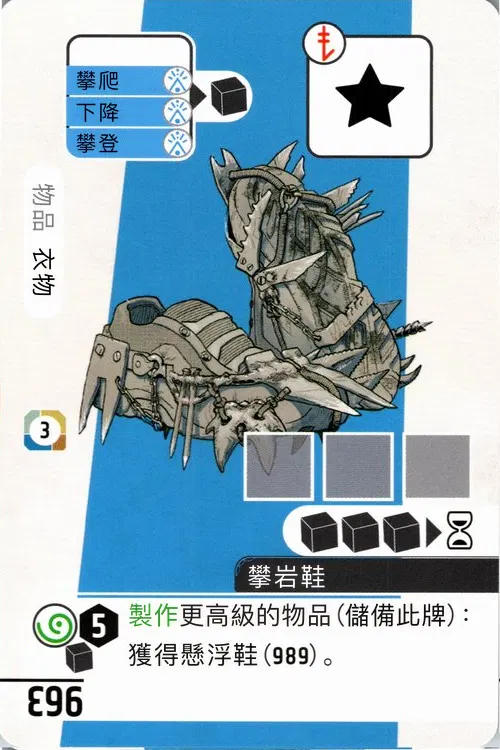 攀爬
下降
攀登
物品 衣物
3
攀岩鞋
5
製作更高級的物品(儲備此牌):
獲得懸浮鞋(989)。
963